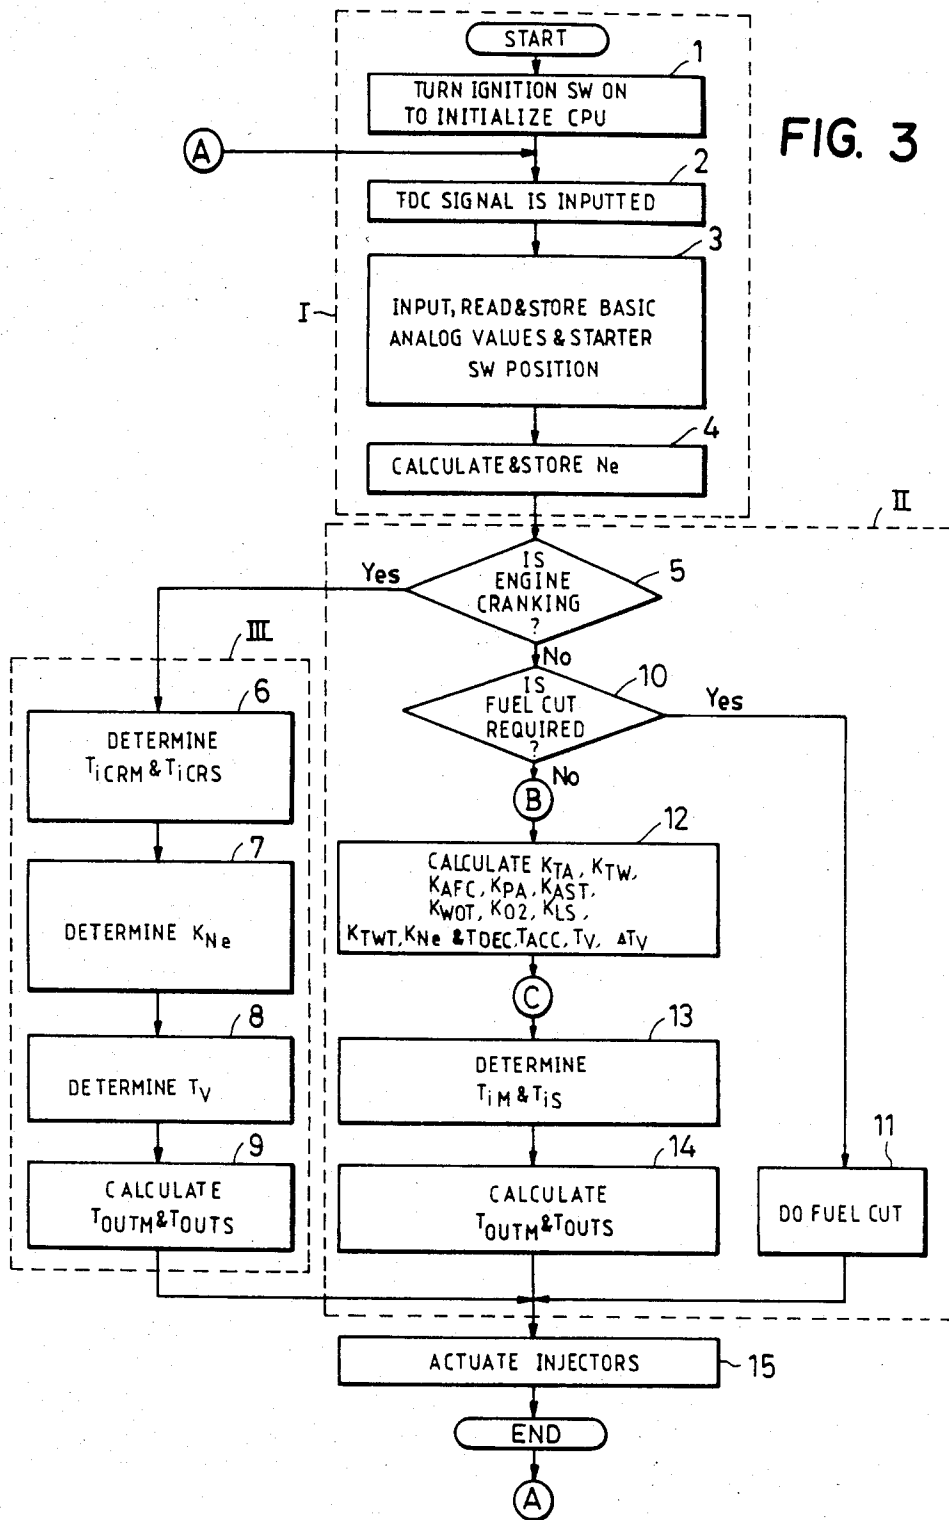 START
1
TURN IGNITION SW ON
TO INITIALIZE CPU
FIG. 3
A
2
TDC SIGNAL IS INPUTTED
3
I
INPUT, READ&STORE BASIC
ANALOG VALUES & STARTER
SW POSITION
4
CALCULATE&STORE Ne
II
5
IS
ENGINE
CRANKING
?
Yes
No
III
6
DETERMINE
TiCRM & TiCRS
7
DETERMINE KNe
8
DETERMINE TV
9
CALCULATE
TOUTM&TOUTS
10
IS
FUEL CUT
REQUIRED
?
Yes
No
B
12
CALCULATE KTA, KTW,
KAFC, KPA, KAST,
KWOT, KO2, KLS,
KTWT, KNe & TDEC, TACC, TV, ΔTV
C
13
DETERMINE
TiM & TiS
14
CALCULATE
TOUTM&TOUTS
11
DO FUEL CUT
ACTUATE INJECTORS
15
END
A